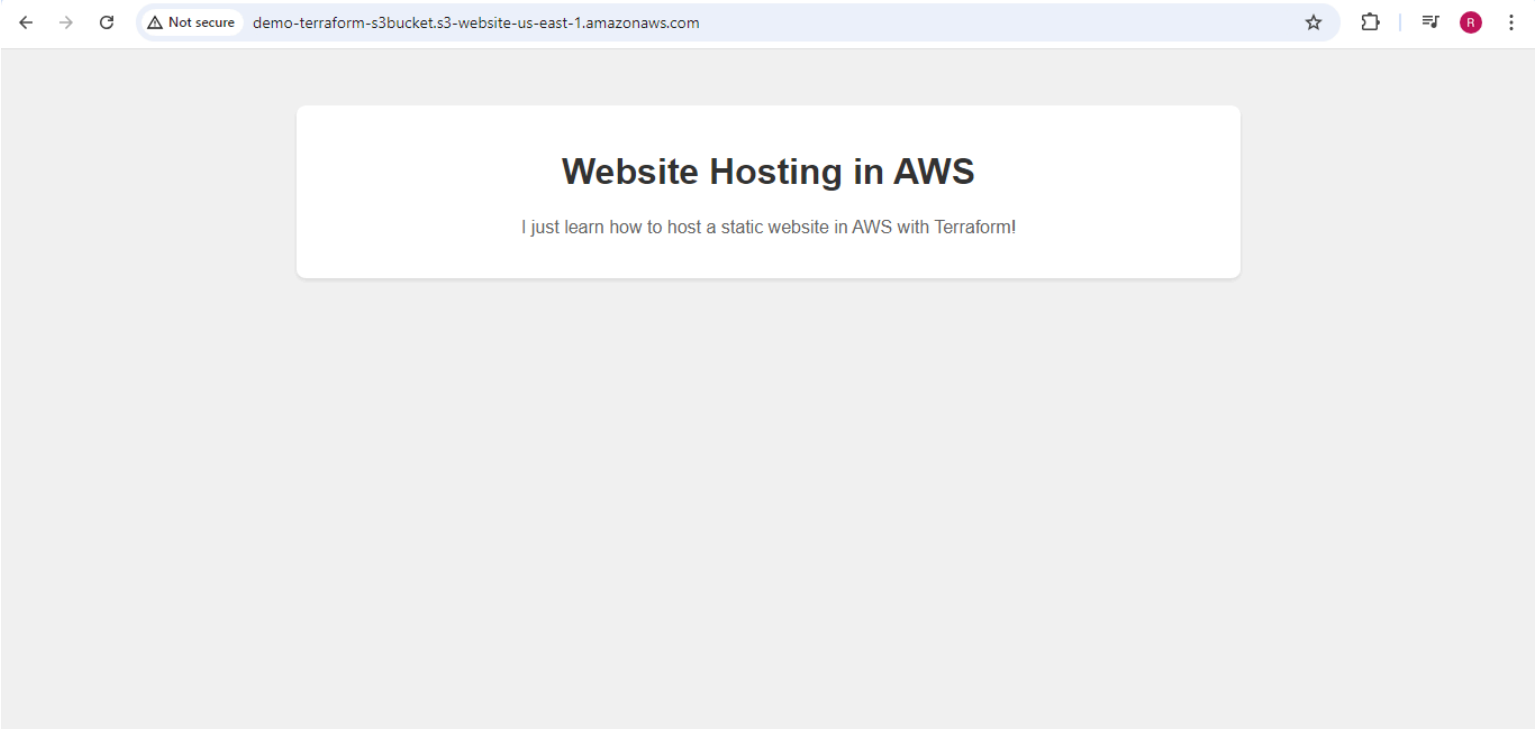 Not secure demo-terraform-s3bucket.s3-website-us-east-1.amazonaws.com R
Website Hosting in AWS
I just learn how to host a static website in AWS with Terraform!